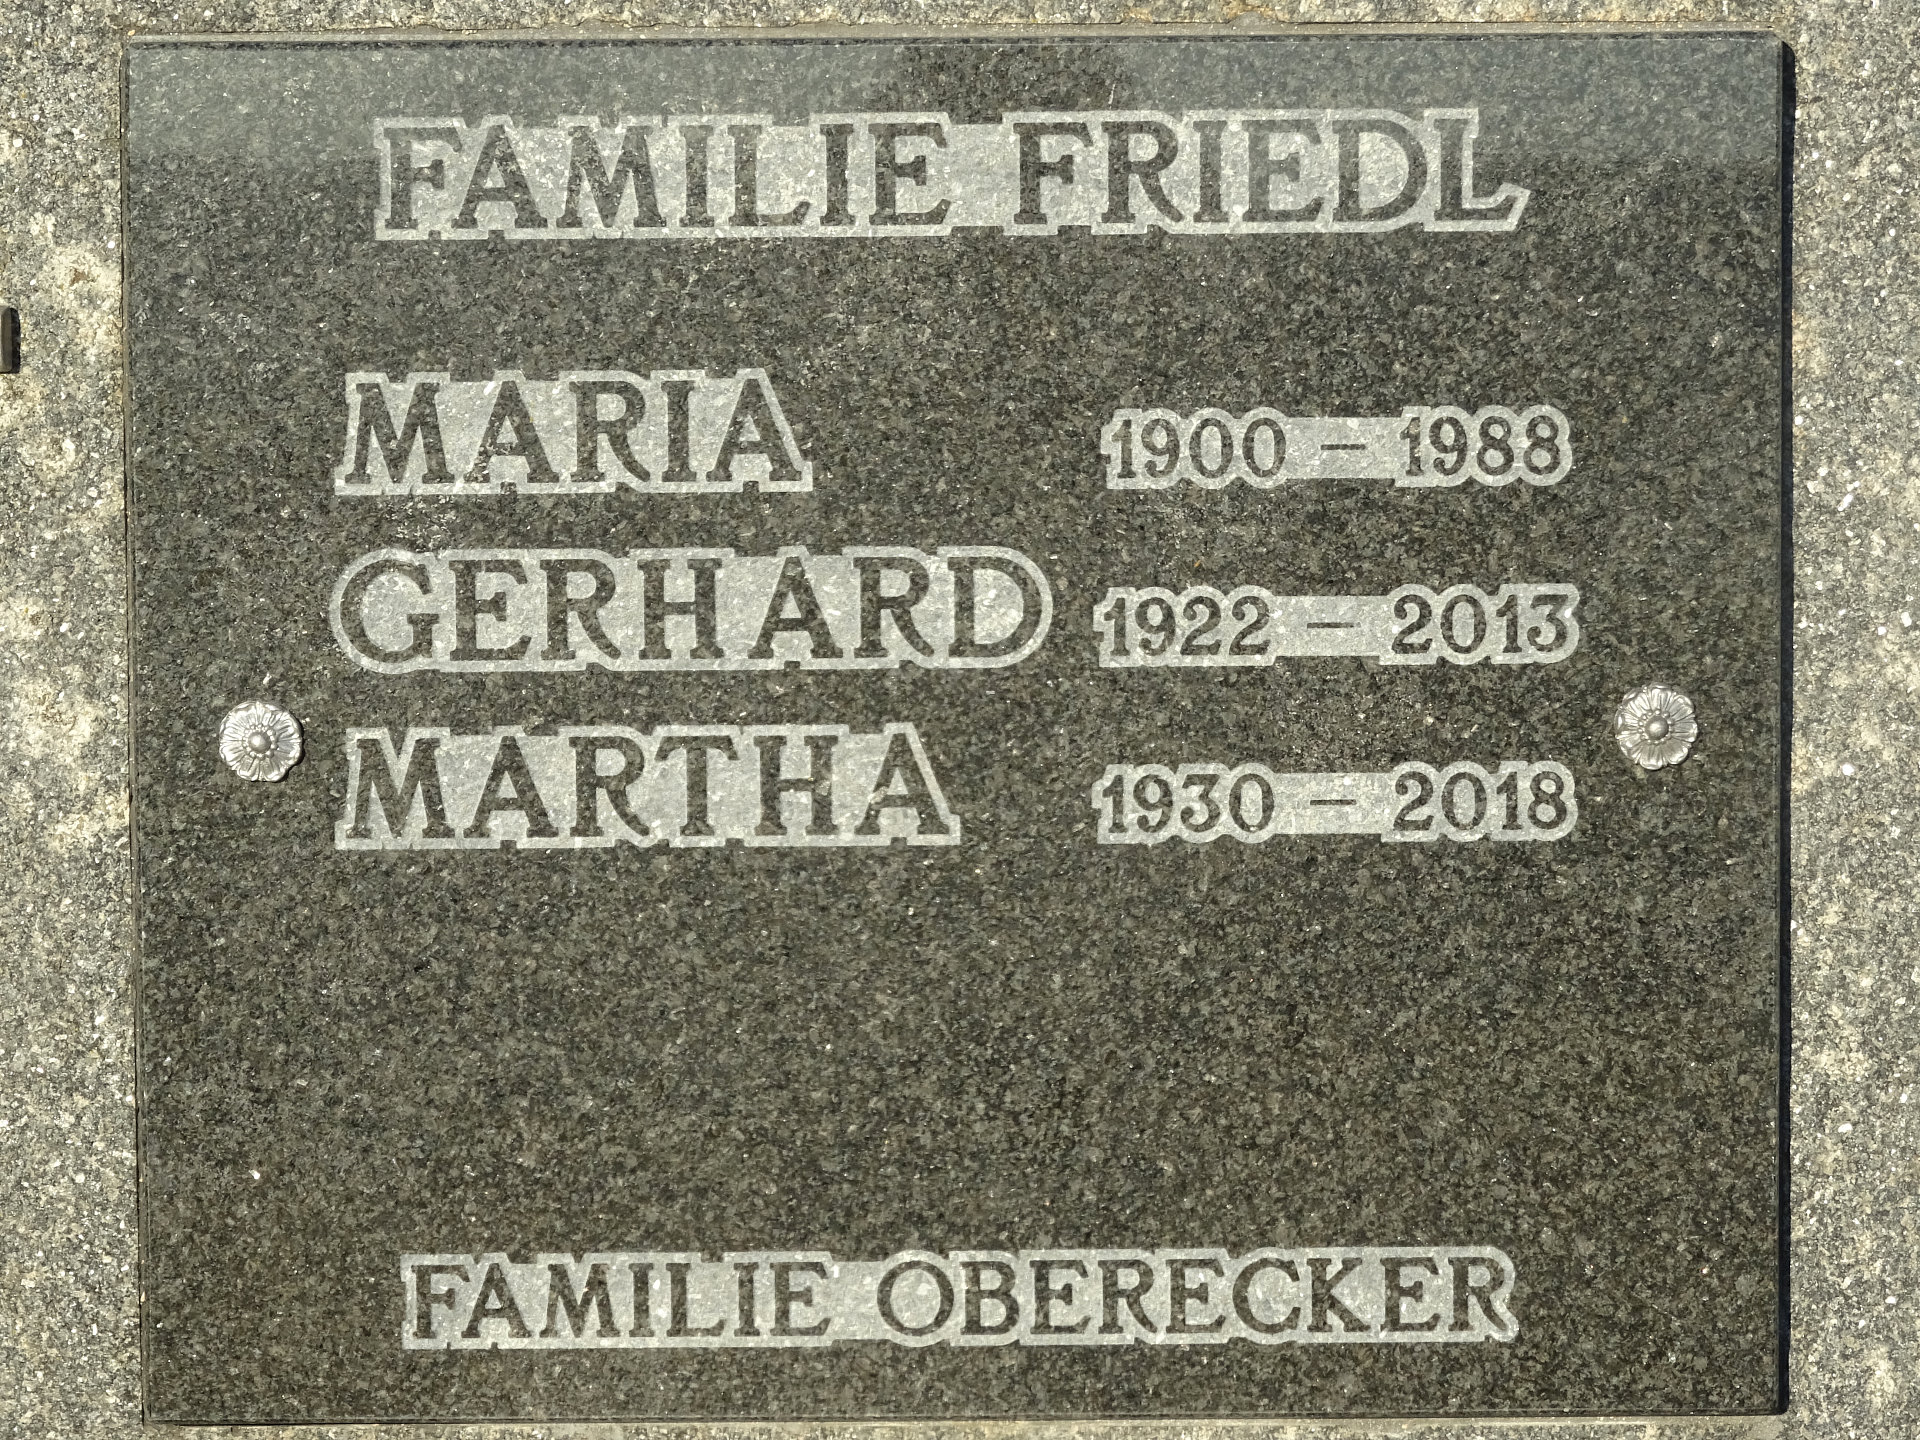 FAMILIE FRIEDL
MARIA 1900 – 1988
GERHARD 1922 – 2013
MARTHA 1930 – 2018
FAMILIE OBERECKER